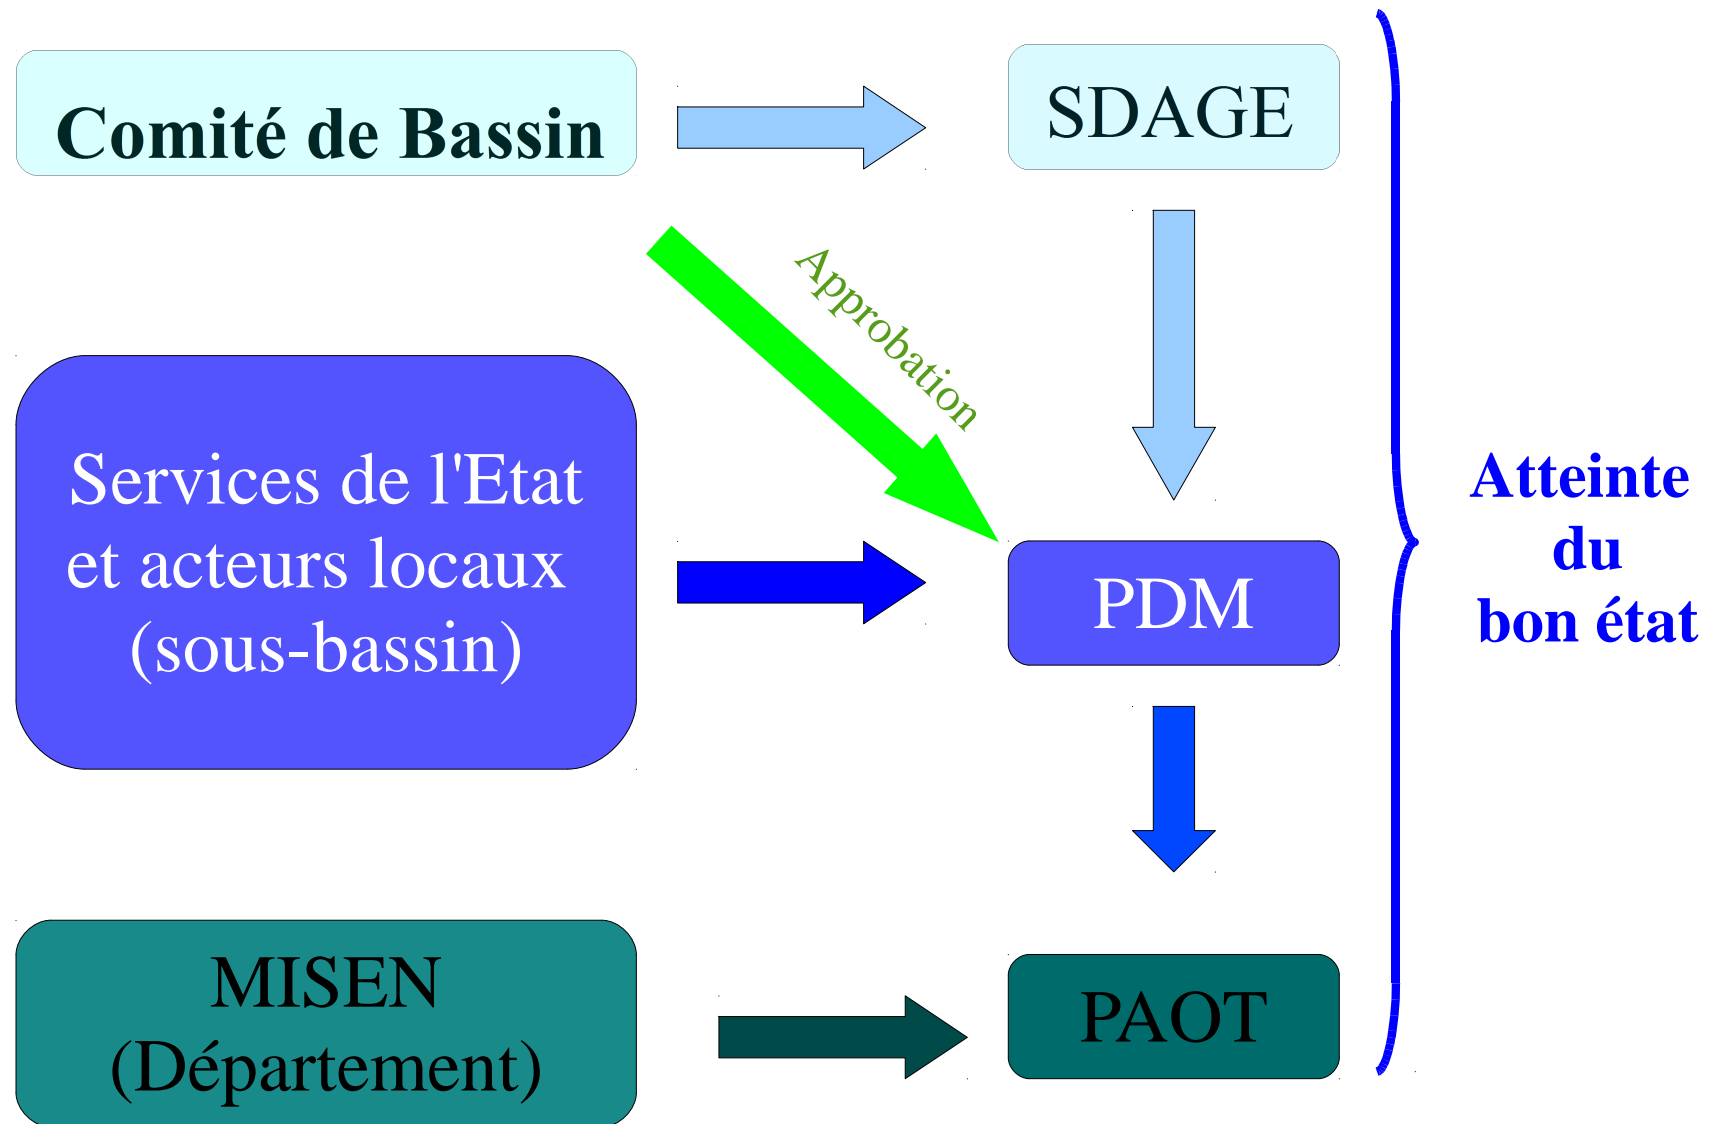 Comité de Bassin
SDAGE
Approbation
Services de l'Etat
et acteurs locaux
(sous-bassin)
PDM
Atteinte
du
bon état
MISEN
(Département)
PAOT